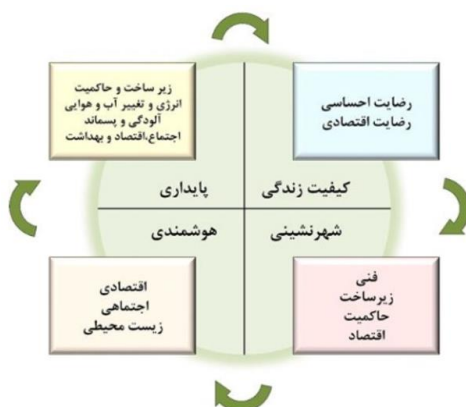 رضایت احساسی
رضایت اقتصادی
زیر ساخت و حاکمیت
انرژی و تغییر آب و هوایی
آلودگی و پسماند
اجتماع،اقتصاد و بهداشت
کیفیت زندگی
پایداری
شهرنشینی
هوشمندی
فنی
زیرساخت
حاکمیت
اقتصاد
اقتصادی
اجتماهی
زیست محیطی